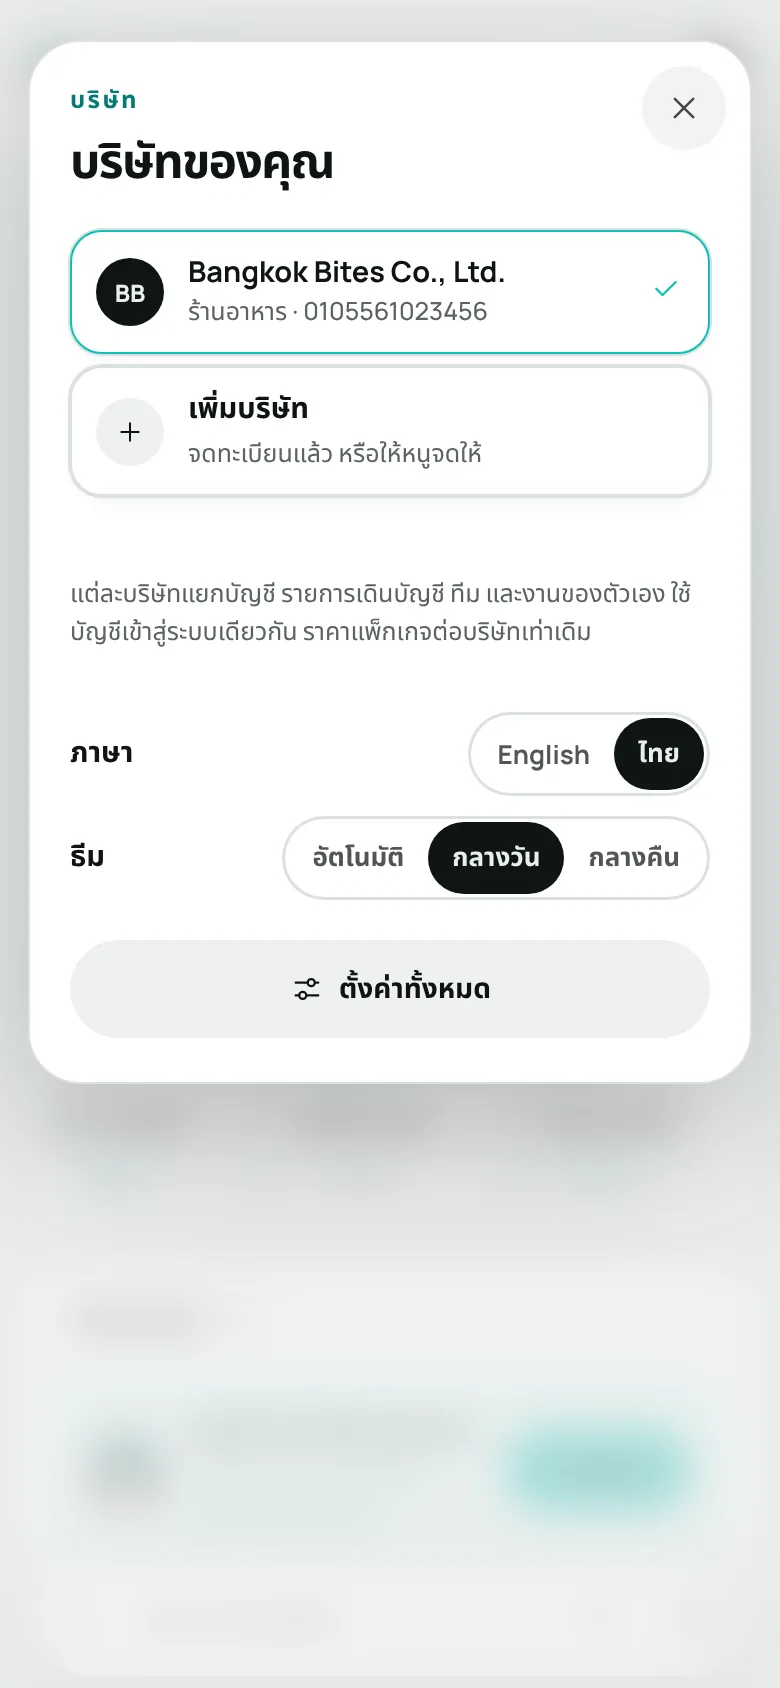 บริษัท
บริษัทของคุณ
BB
Bangkok Bites Co., Ltd.
ร้านอาหาร · 0105561023456
เพิ่มบริษัท
จดทะเบียนแล้ว หรือให้หนูจดให้
แต่ละบริษัทแยกบัญชี รายการเดินบัญชี ทีม และงานของตัวเอง ใช้
บัญชีเข้าสู่ระบบเดียวกัน ราคาแพ็กเกจต่อบริษัทเท่าเดิม
ภาษา
English
ไทย
ธีม
อัตโนมัติ
กลางวัน
กลางคืน
ตั้งค่าทั้งหมด